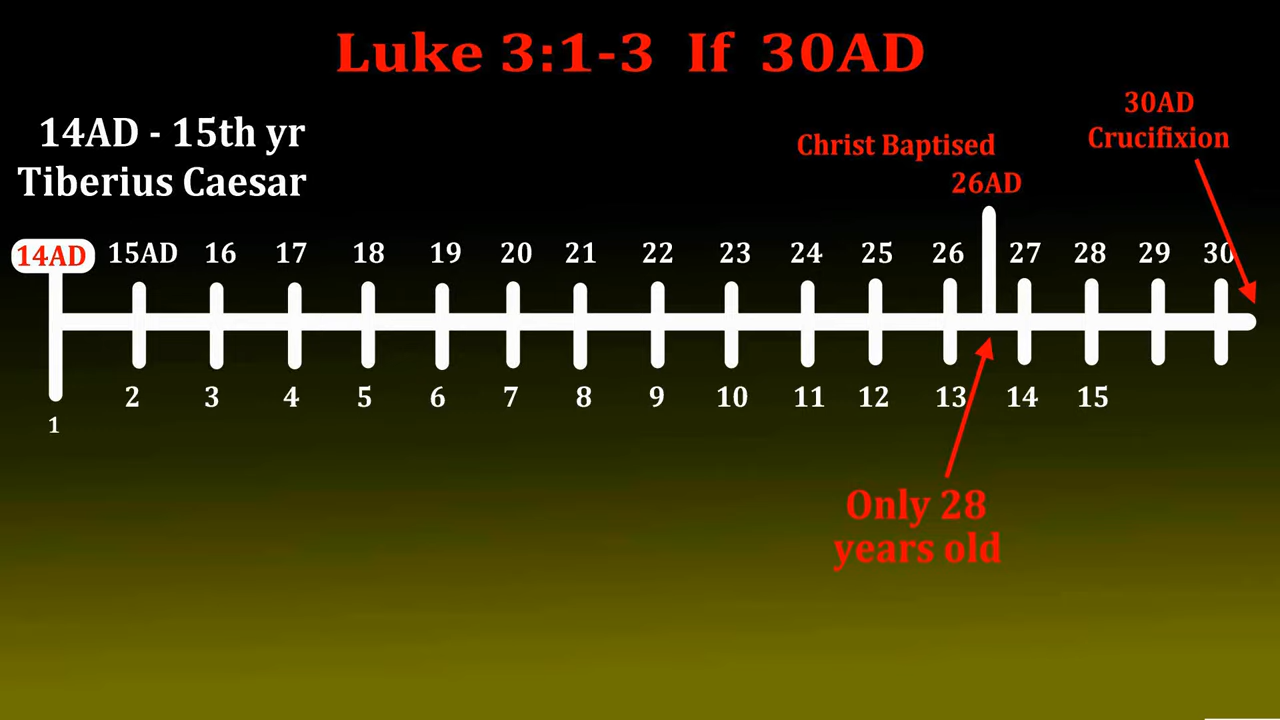 Luke 3:1-3 If 30AD
14AD - 15th yr
Tiberius Caesar
Christ Baptised
26AD
30AD
Crucifixion
14AD 15AD 16 17 18 19 20 21 22 23 24 25 26 27 28 29 30
1 2 3 4 5 6 7 8 9 10 11 12 13 14 15
Only 28
years old